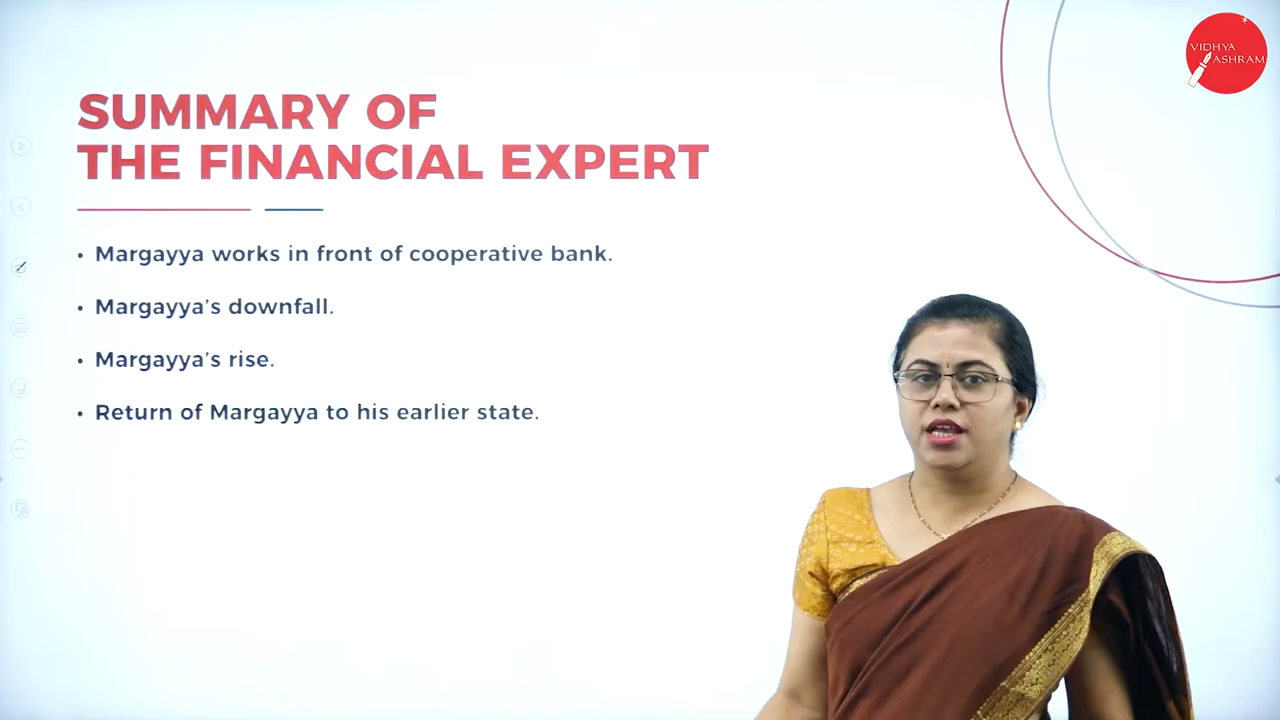 VIDHYA
ASHRAM
SUMMARY OF
THE FINANCIAL EXPERT
• Margayya works in front of cooperative bank.
• Margayya's downfall.
• Margayya's rise.
• Return of Margayya to his earlier state.